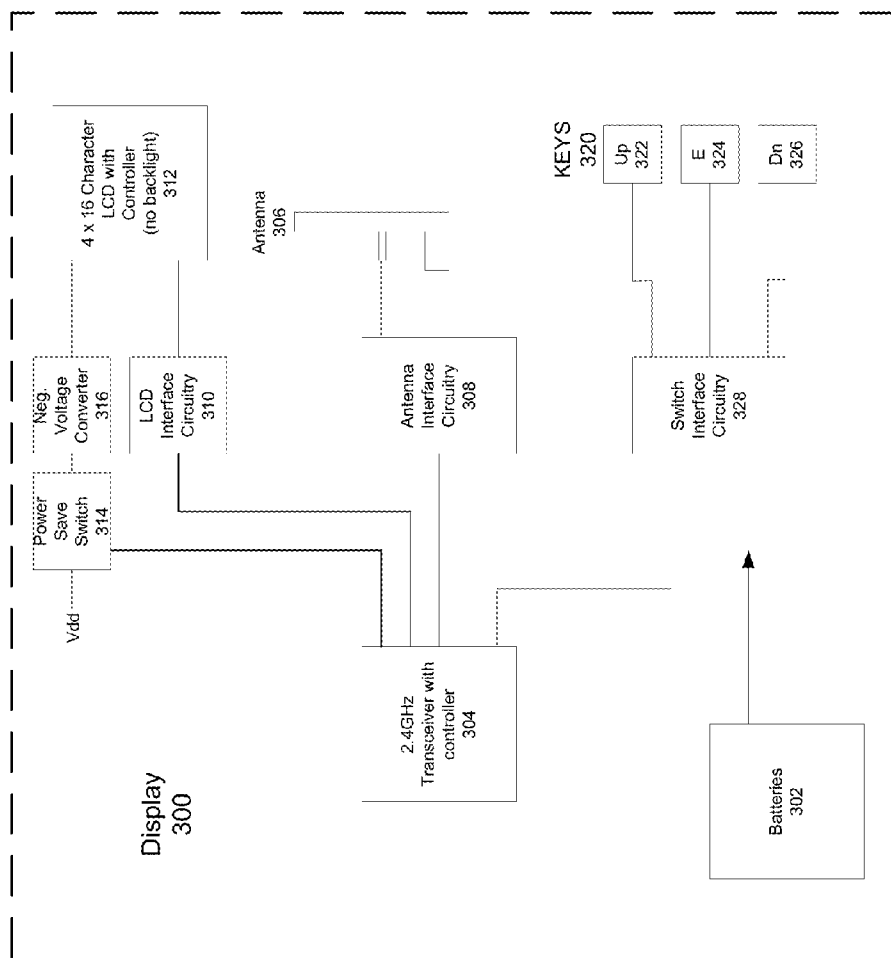 Display
300
Vdd
Power
Save
Switch
314
Neg.
Voltage
Converter
316
4 x 16 Character
LCD with
Controller
(no backlight)
312
LCD
Interface
Circuitry
310
Antenna
306
Antenna
Interface
Circuitry
308
2.4GHz
Transceiver with
controller
304
KEYS
320
Up
322
E
324
Dn
326
Switch
Interface
Circuitry
328
Batteries
302